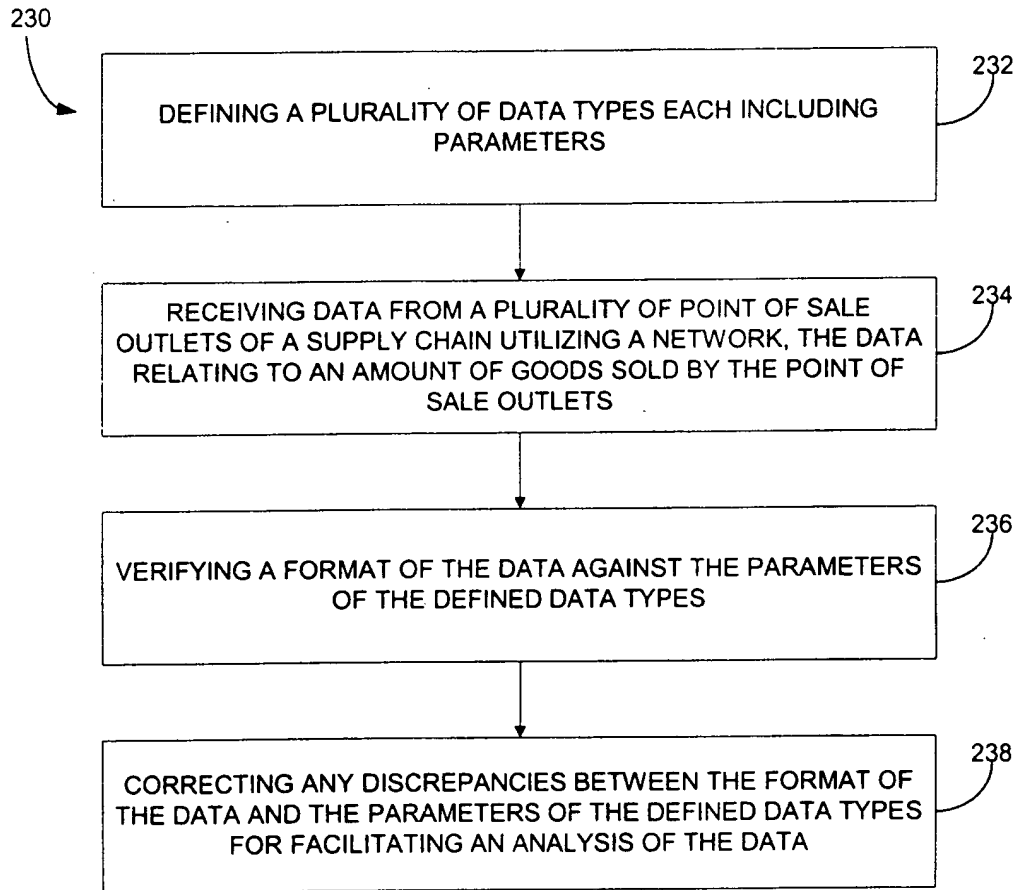 230
232
DEFINING A PLURALITY OF DATA TYPES EACH INCLUDING
PARAMETERS
234
RECEIVING DATA FROM A PLURALITY OF POINT OF SALE
OUTLETS OF A SUPPLY CHAIN UTILIZING A NETWORK, THE DATA
RELATING TO AN AMOUNT OF GOODS SOLD BY THE POINT OF
SALE OUTLETS
236
VERIFYING A FORMAT OF THE DATA AGAINST THE PARAMETERS
OF THE DEFINED DATA TYPES
238
CORRECTING ANY DISCREPANCIES BETWEEN THE FORMAT OF
THE DATA AND THE PARAMETERS OF THE DEFINED DATA TYPES
FOR FACILITATING AN ANALYSIS OF THE DATA